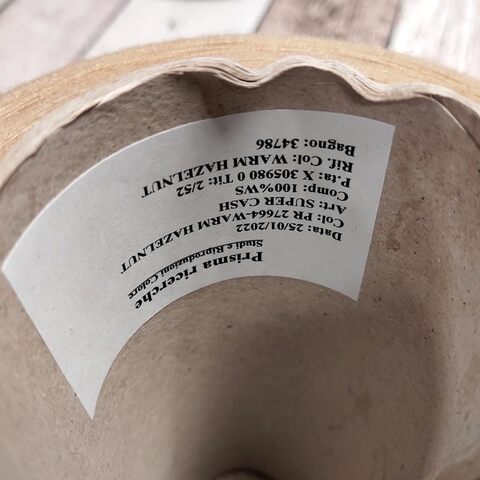 Prisma ricerche
Studi e Riproduzioni Colore
Data: 25/01/2022
Col: PR 27664-WARM HAZELNUT
Art: SUPER CASH
Comp: 100%WS
P.ta: X 305980 0 Tit: 2/52
Rif. Col: WARM HAZELNUT
Bagno: 34786